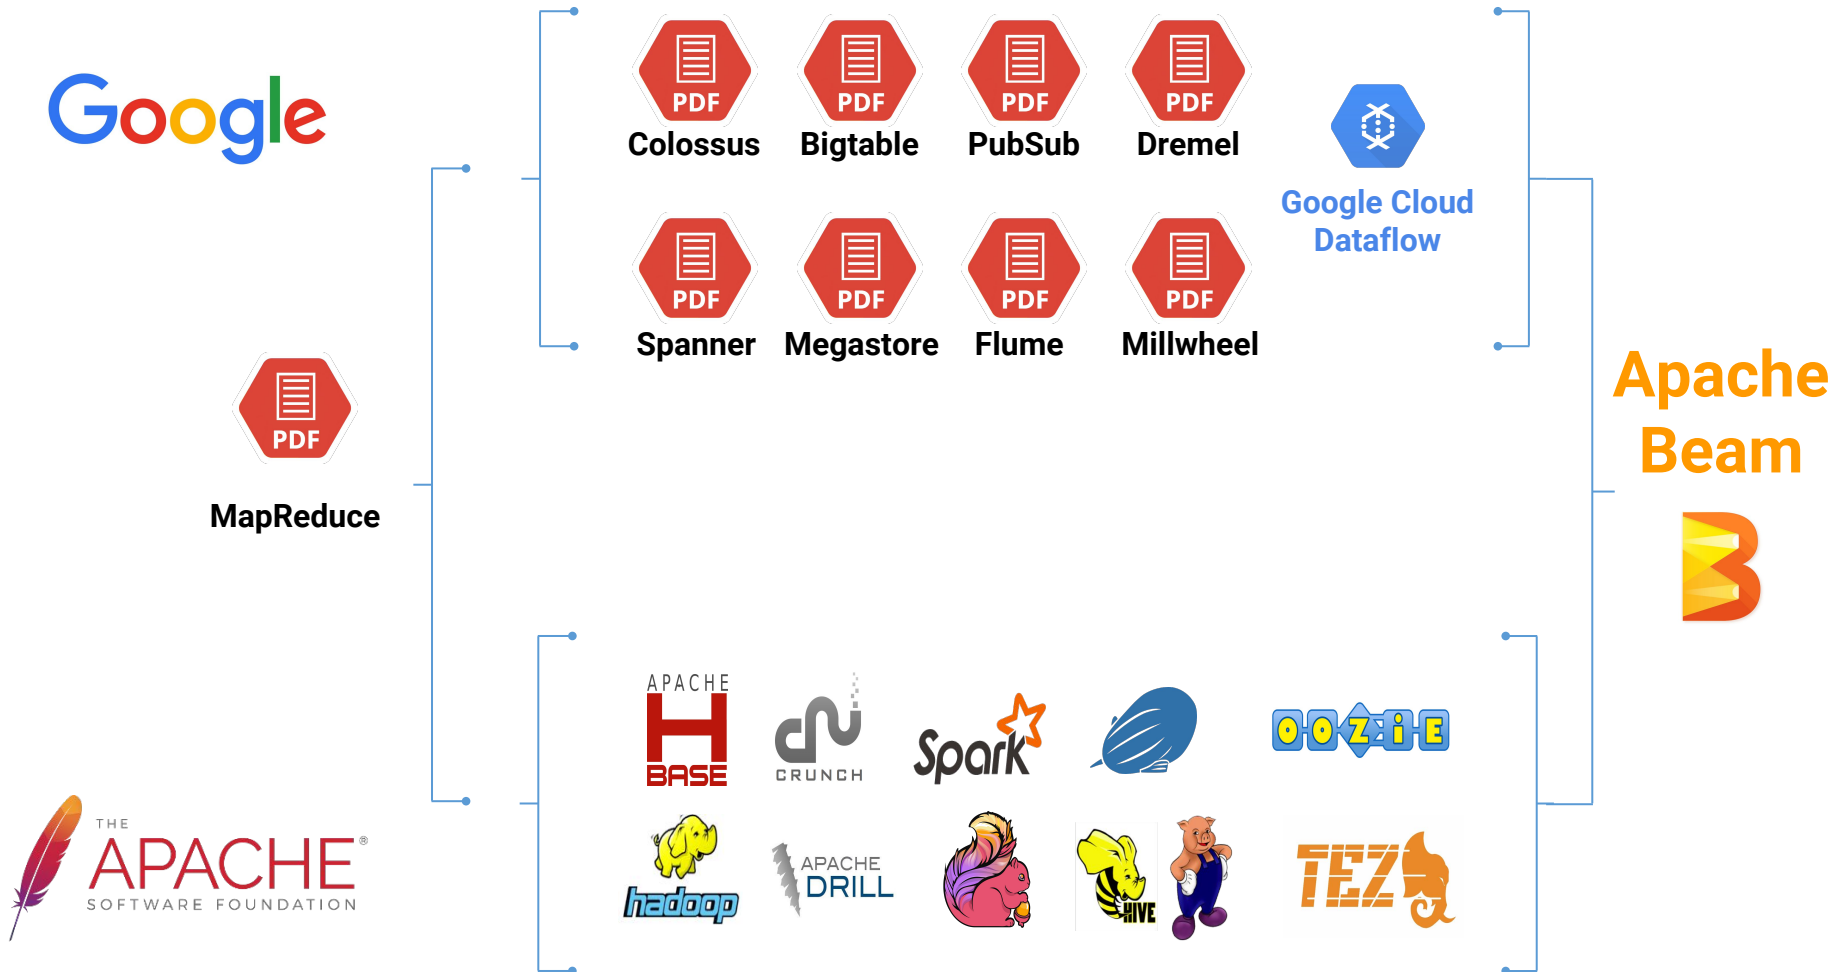 Google
PDF
PDF
PDF
PDF
Colossus
Bigtable
PubSub
Dremel
Google Cloud
Dataflow
PDF
PDF
PDF
PDF
Spanner
Megastore
Flume
Millwheel
PDF
MapReduce
Apache
Beam
APACHE
H
BASE
CRUNCH
Spark
OOZiE
THE
APACHE®
SOFTWARE FOUNDATION
hadoop
APACHE
DRILL
HIVE
TEZ